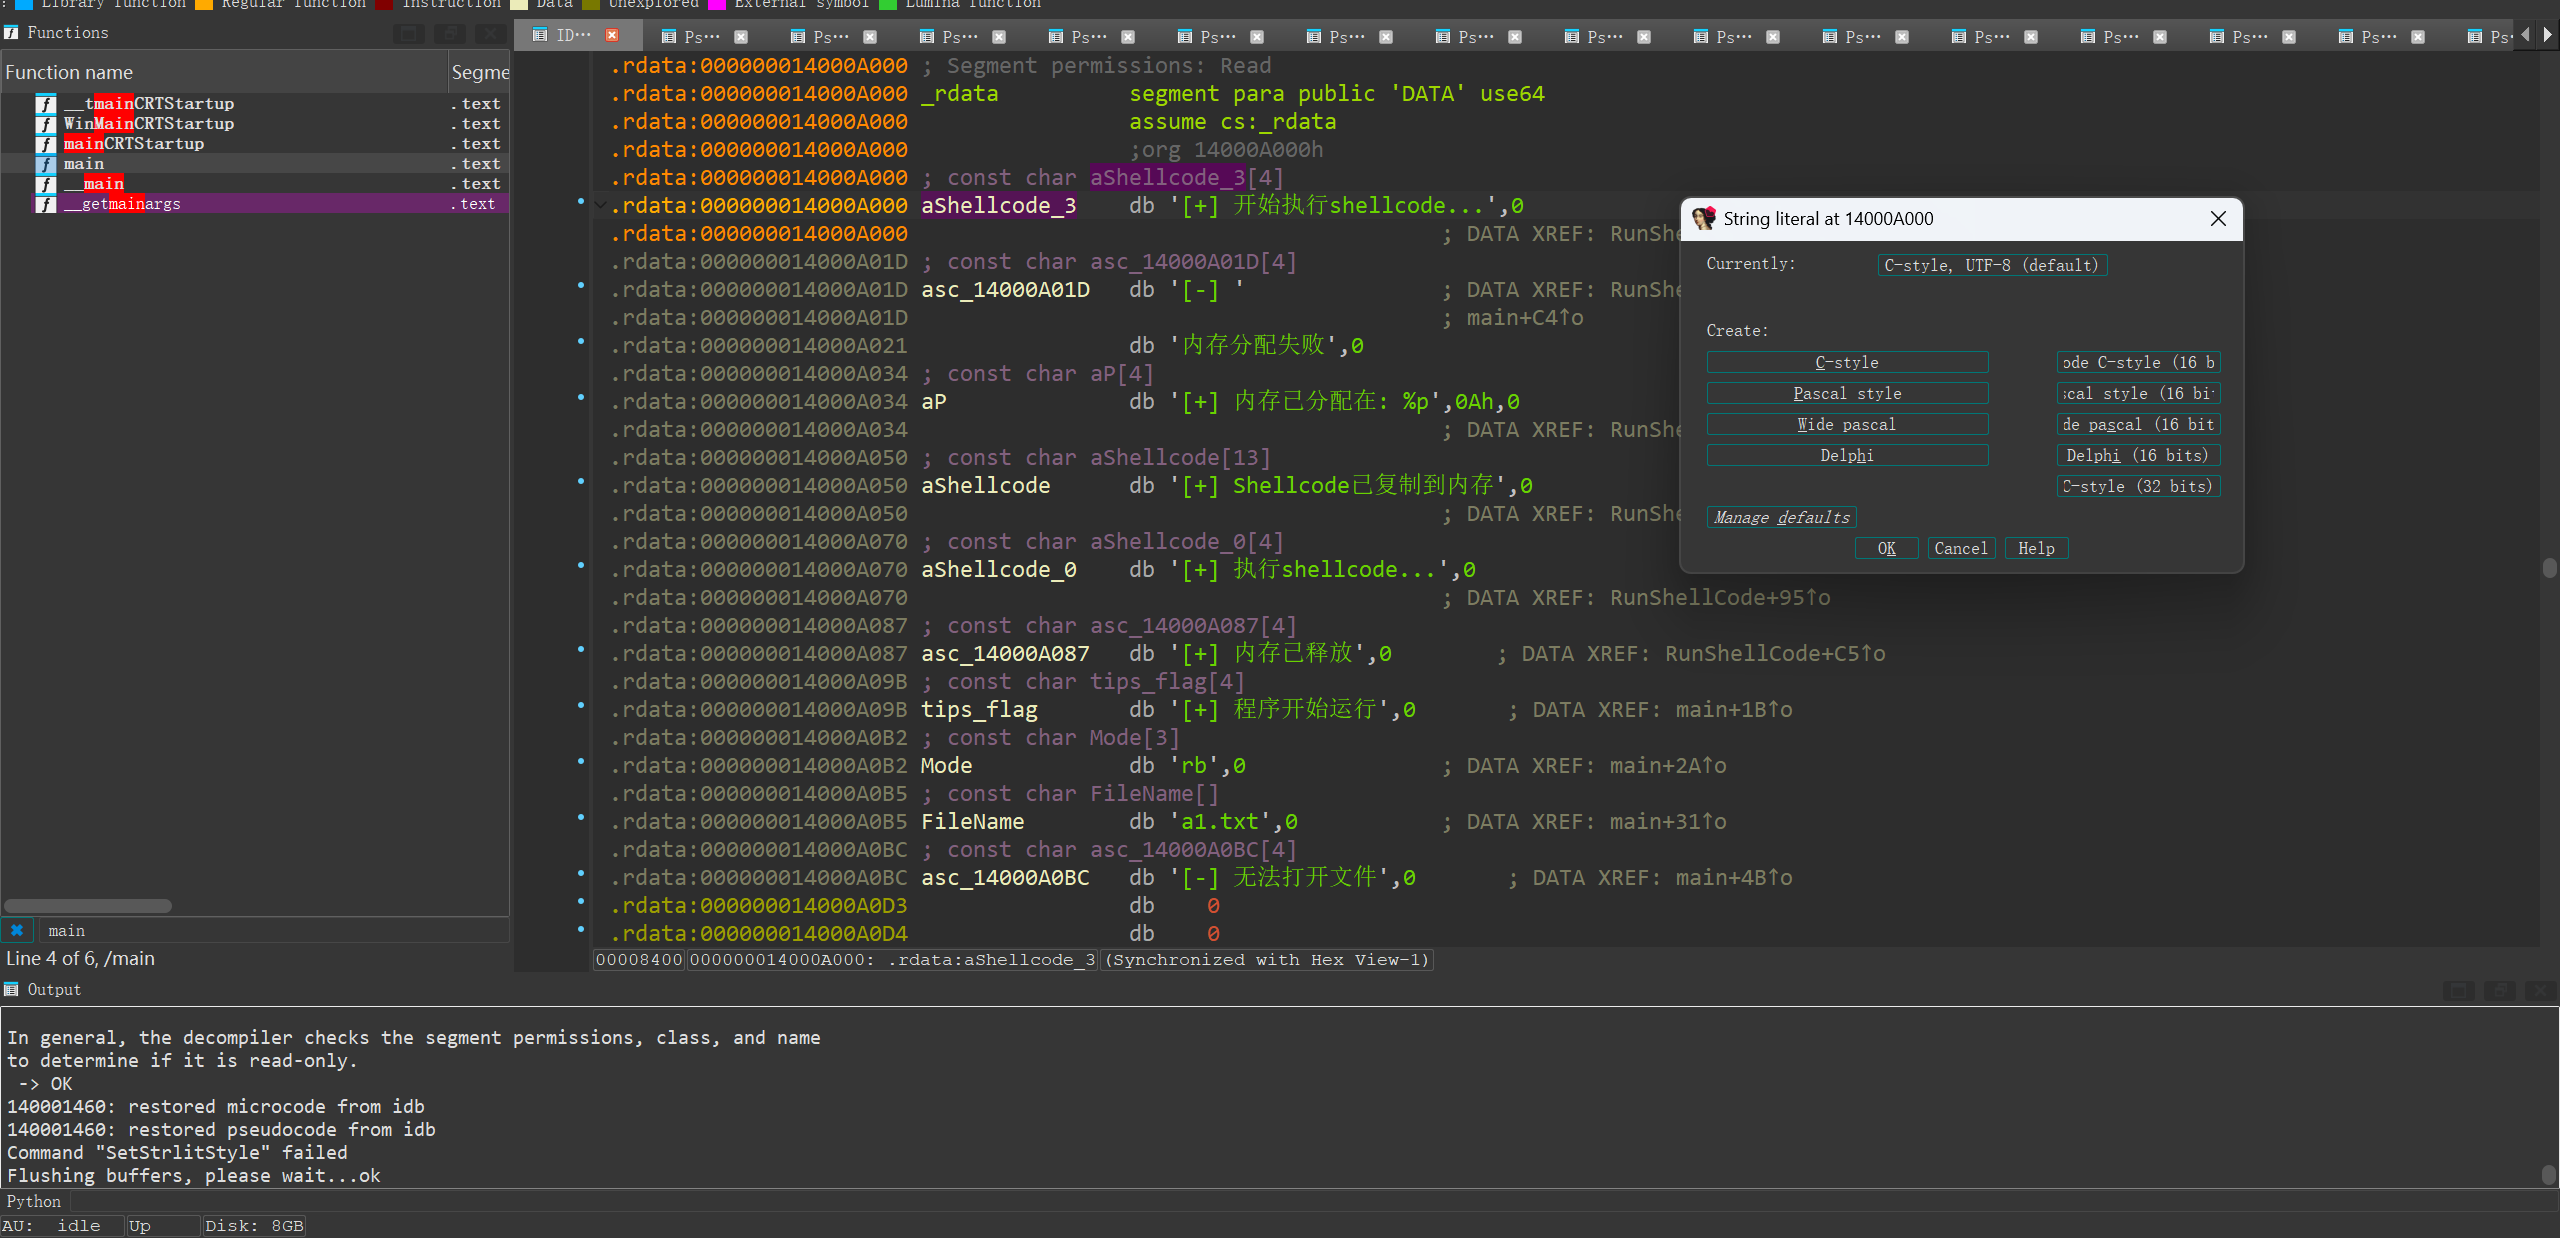 Library function Regular function Instruction Data Unexplored External symbol Lumina function
Functions
Function name Segme
__tmainCRTStartup .text
WinMainCRTStartup .text
mainCRTStartup .text
main .text
__main .text
__getmainargs .text
main
Line 4 of 6, /main
ID··· Ps··· Ps··· Ps··· Ps··· Ps··· Ps··· Ps··· Ps··· Ps··· Ps··· Ps··· Ps··· Ps··· Ps··· Ps·
.rdata:000000014000A000 ; Segment permissions: Read
.rdata:000000014000A000 _rdata segment para public 'DATA' use64
.rdata:000000014000A000 assume cs:_rdata
.rdata:000000014000A000 ;org 14000A000h
.rdata:000000014000A000 ; const char aShellcode_3[4]
.rdata:000000014000A000 aShellcode_3 db '[+] 开始执行shellcode...',0
.rdata:000000014000A000 ; DATA XREF: RunShe
.rdata:000000014000A01D ; const char asc_14000A01D[4]
.rdata:000000014000A01D asc_14000A01D db '[-] ' ; DATA XREF: RunShe
.rdata:000000014000A01D ; main+C4↑o
.rdata:000000014000A021 db '内存分配失败',0
.rdata:000000014000A034 ; const char aP[4]
.rdata:000000014000A034 aP db '[+] 内存已分配在: %p',0Ah,0
.rdata:000000014000A034 ; DATA XREF: RunShe
.rdata:000000014000A050 ; const char aShellcode[13]
.rdata:000000014000A050 aShellcode db '[+] Shellcode已复制到内存',0
.rdata:000000014000A050 ; DATA XREF: RunShe
.rdata:000000014000A070 ; const char aShellcode_0[4]
.rdata:000000014000A070 aShellcode_0 db '[+] 执行shellcode...',0
.rdata:000000014000A070 ; DATA XREF: RunShellCode+95↑o
.rdata:000000014000A087 ; const char asc_14000A087[4]
.rdata:000000014000A087 asc_14000A087 db '[+] 内存已释放',0 ; DATA XREF: RunShellCode+C5↑o
.rdata:000000014000A09B ; const char tips_flag[4]
.rdata:000000014000A09B tips_flag db '[+] 程序开始运行',0 ; DATA XREF: main+1B↑o
.rdata:000000014000A0B2 ; const char Mode[3]
.rdata:000000014000A0B2 Mode db 'rb',0 ; DATA XREF: main+2A↑o
.rdata:000000014000A0B5 ; const char FileName[]
.rdata:000000014000A0B5 FileName db 'a1.txt',0 ; DATA XREF: main+31↑o
.rdata:000000014000A0BC ; const char asc_14000A0BC[4]
.rdata:000000014000A0BC asc_14000A0BC db '[-] 无法打开文件',0 ; DATA XREF: main+4B↑o
.rdata:000000014000A0D3 db 0
.rdata:000000014000A0D4 db 0
00008400 000000014000A000: .rdata:aShellcode_3 (Synchronized with Hex View-1)
String literal at 14000A000
Currently: C-style, UTF-8 (default)
Create:
C-style ode C-style (16 b
Pascal style cal style (16 bi
Wide pascal de pascal (16 bit
Delphi Delphi (16 bits)
C-style (32 bits)
Manage defaults
OK Cancel Help
Output
In general, the decompiler checks the segment permissions, class, and name
to determine if it is read-only.
-> OK
140001460: restored microcode from idb
140001460: restored pseudocode from idb
Command "SetStrlitStyle" failed
Flushing buffers, please wait...ok
Python
AU: idle Up Disk: 8GB